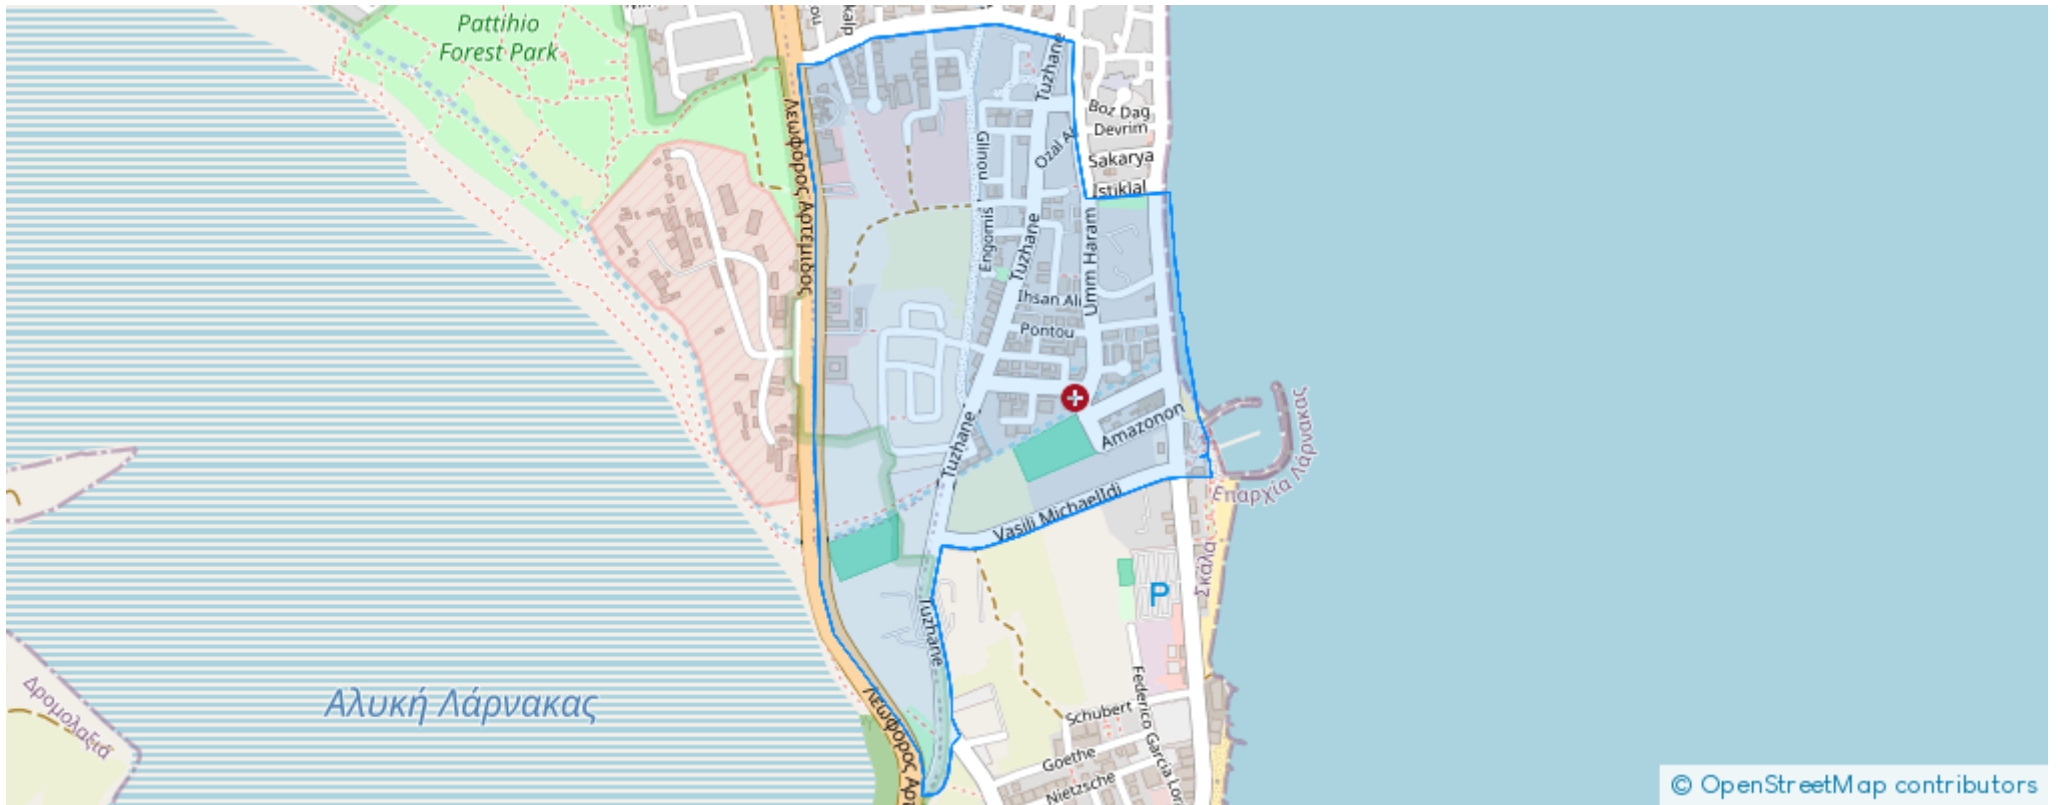 Pattihio
Forest Park
kalp
Tuzhane
Boz Dag
Devrim
Λεωφόρος Αρτέμιδος
Glinou
Ozal
Sakarya
Istiklal
Engomis
Tuzhane
Umm Haram
Ihsan Ali
Pontou
Amazonon
Tuzhane
Επαρχία Λάρνακας
Vasili MichaelIdi
Σκάλα
P
Tuzhane
Αλυκή Λάρνακας
Δρομολαξιά
Λεωφόρος Αρτ
Schubert
Federico Garcia Lor
Goethe
Nietzsche
© OpenStreetMap contributors